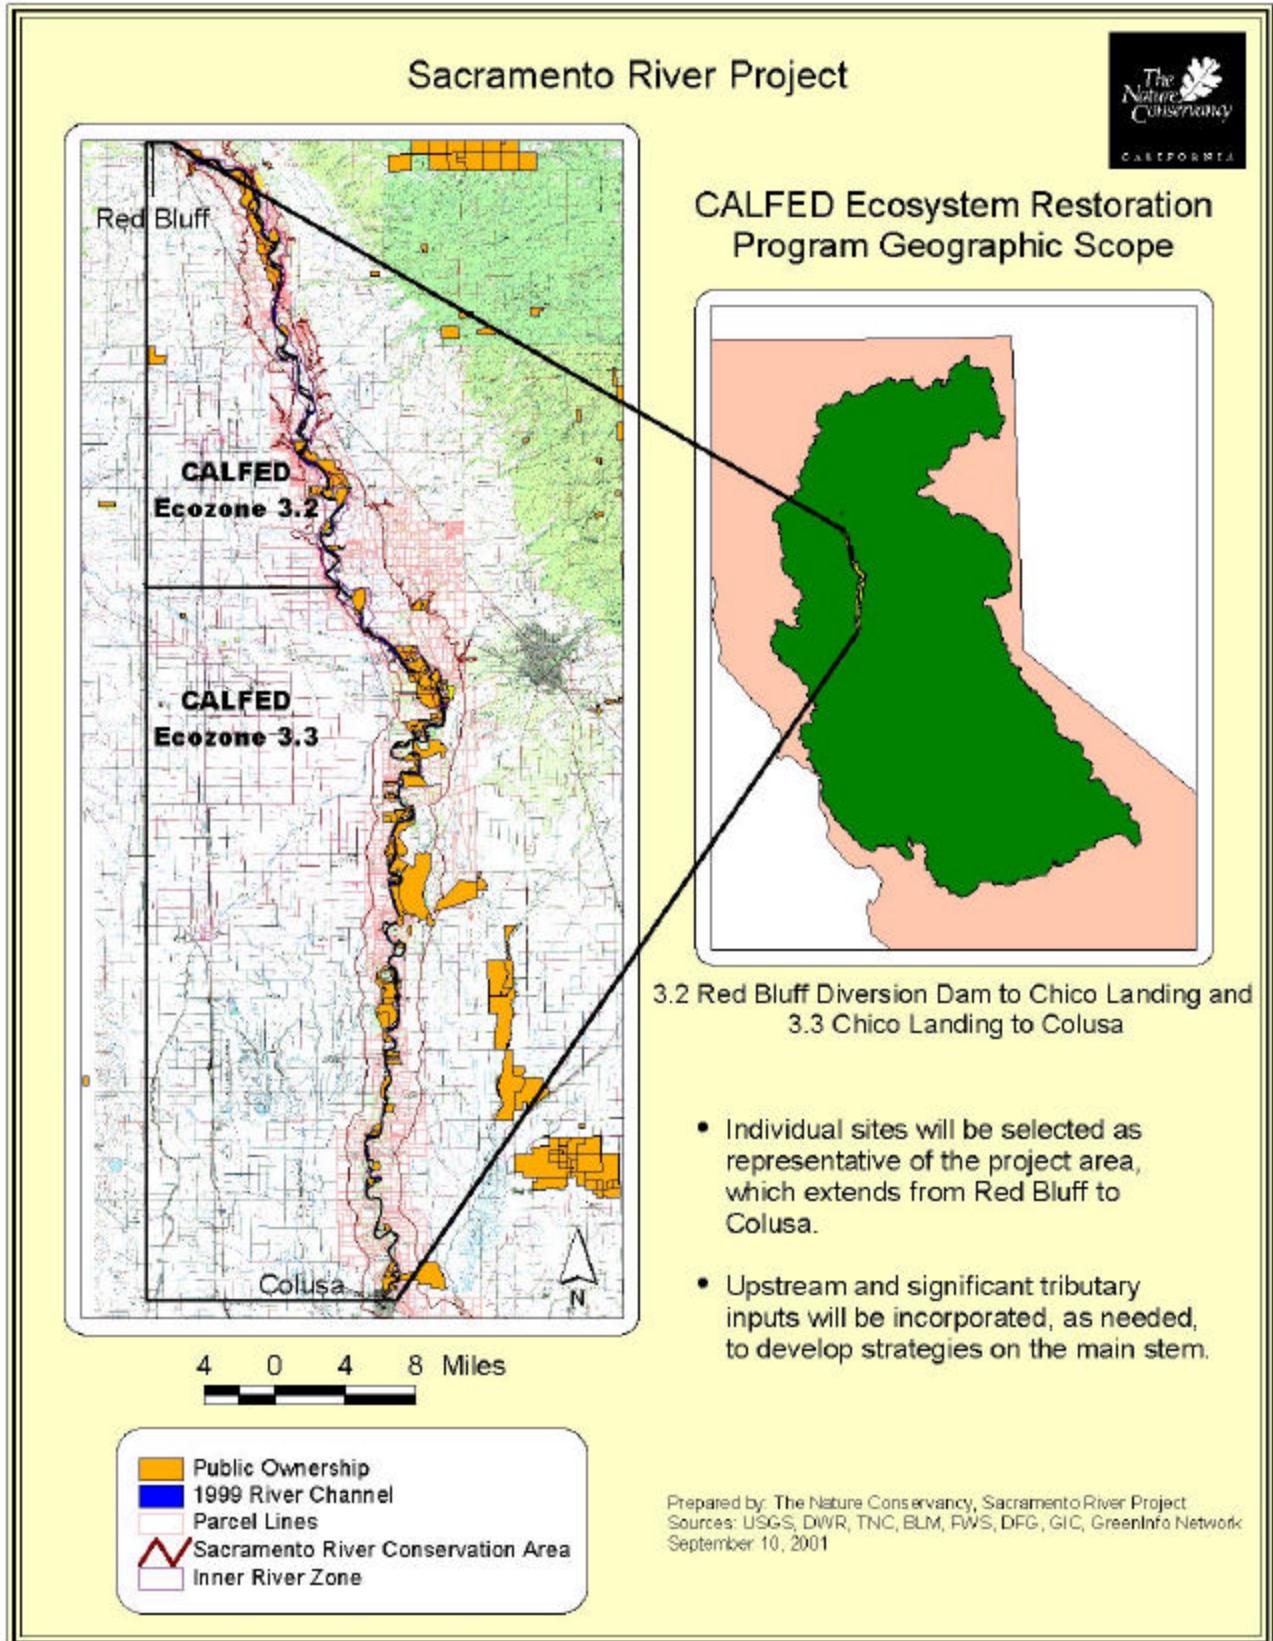 Sacramento River Project
The
Nature
Conservancy
CALIFORNIA
CALFED Ecosystem Restoration
Program Geographic Scope
Red Bluff
CALFED
Ecozone 3.2
CALFED
Ecozone 3.3
Colusa
N
3.2 Red Bluff Diversion Dam to Chico Landing and
3.3 Chico Landing to Colusa
• Individual sites will be selected as
representative of the project area,
which extends from Red Bluff to
Colusa.
• Upstream and significant tributary
inputs will be incorporated, as needed,
to develop strategies on the main stem.
4 0 4 8 Miles
Public Ownership
1999 River Channel
Parcel Lines
Sacramento River Conservation Area
Inner River Zone
Prepared by: The Nature Conservancy, Sacramento River Project
Sources: USGS, DWR, TNC, BLM, FWS, DFG, GIC, GreenInfo Network
September 10, 2001